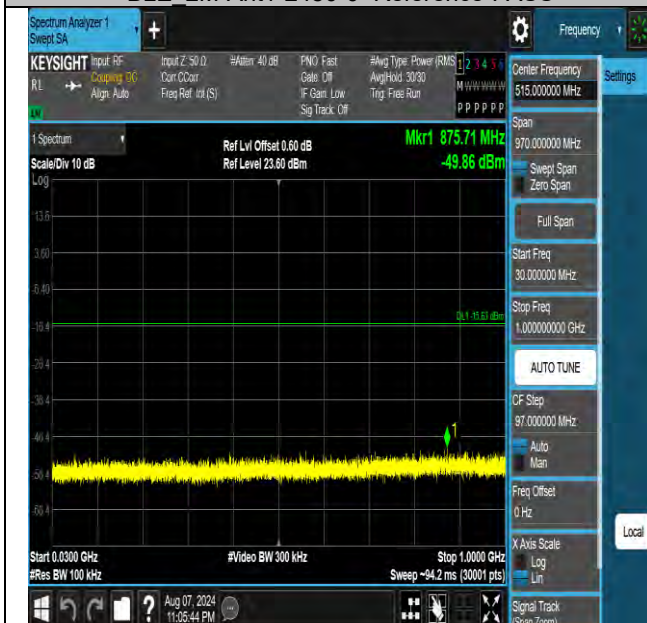 Spectrum Analyzer 1
Swept SA
+
Frequency
KEYSIGHT
RL
Input: RF
Coupling: DC
Align: Auto
Input Z: 50 Ω
Corr CCorr
Freq Ref: Int (S)
#Atten: 40 dB
PNO: Fast
Gate: Off
IF Gain: Low
Sig Track: Off
#Avg Type: Power (RMS
Avg|Hold: 30/30
Trig: Free Run
1 2 3 4 5 6
M W W W W W
P P P P P P
1 Spectrum
Scale/Div 10 dB
Log
Ref Lvl Offset 0.60 dB
Ref Level 23.60 dBm
Mkr1 875.71 MHz
-49.86 dBm
13.6
3.60
-6.40
-16.4
-26.4
-36.4
-46.4
-56.4
-66.4
1
Start 0.0300 GHz
#Res BW 100 kHz
#Video BW 300 kHz
Stop 1.0000 GHz
Sweep ~94.2 ms (30001 pts)
Aug 07, 2024
11:05:44 PM
Center Frequency
515.000000 MHz
Settings
Span
970.000000 MHz
Swept Span
Zero Span
Full Span
Start Freq
30.000000 MHz
Stop Freq
1.000000000 GHz
AUTO TUNE
CF Step
97.000000 MHz
Auto
Man
Freq Offset
0 Hz
X Axis Scale
Log
Lin
Local
Signal Track
(Span Zoom)